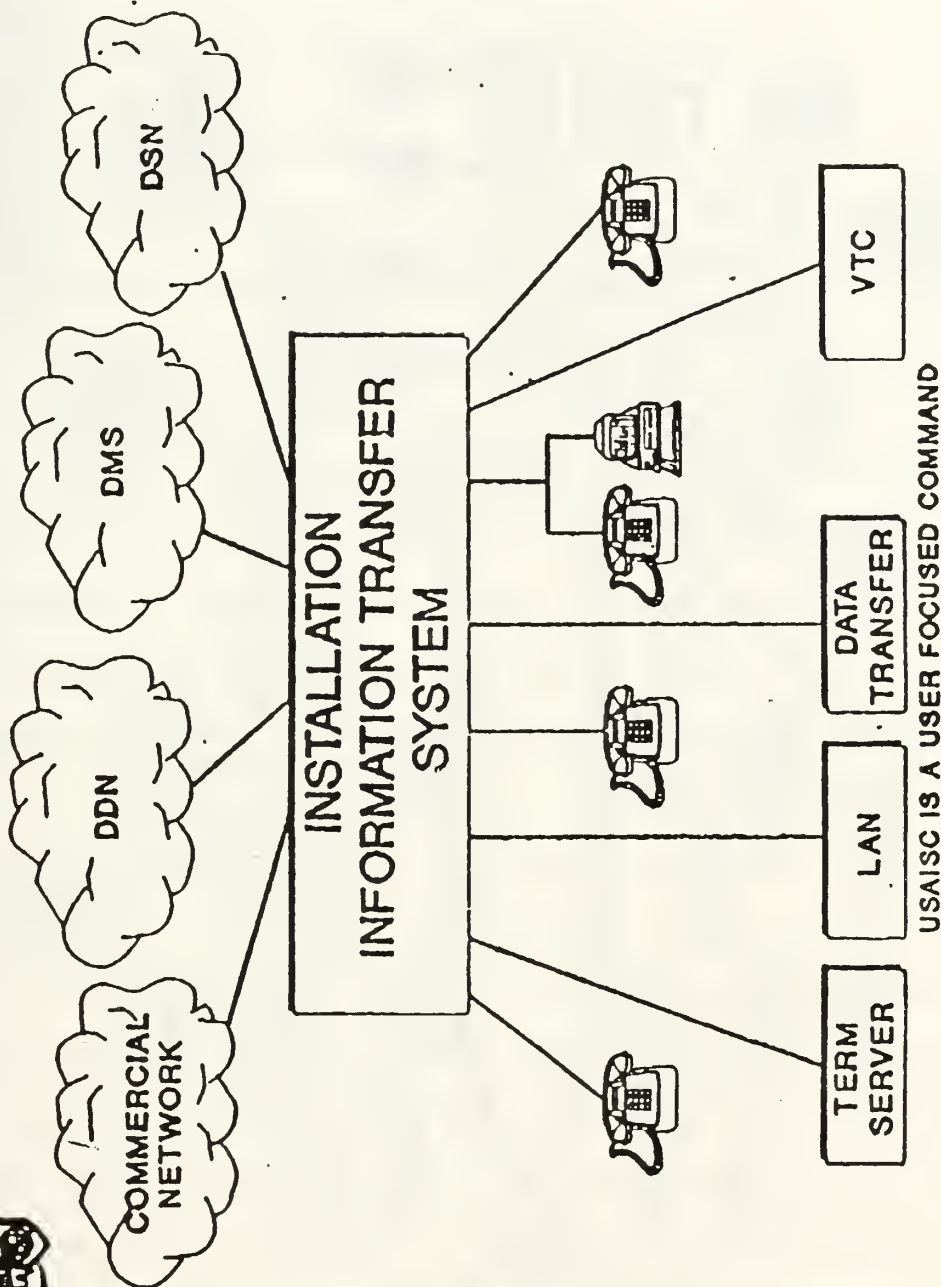 COMMERCIAL
NETWORK
DDN
DMS
DSN
INSTALLATION
INFORMATION TRANSFER
SYSTEM
TERM
SERVER
LAN
DATA
TRANSFER
VTC
USAISC IS A USER FOCUSED COMMAND